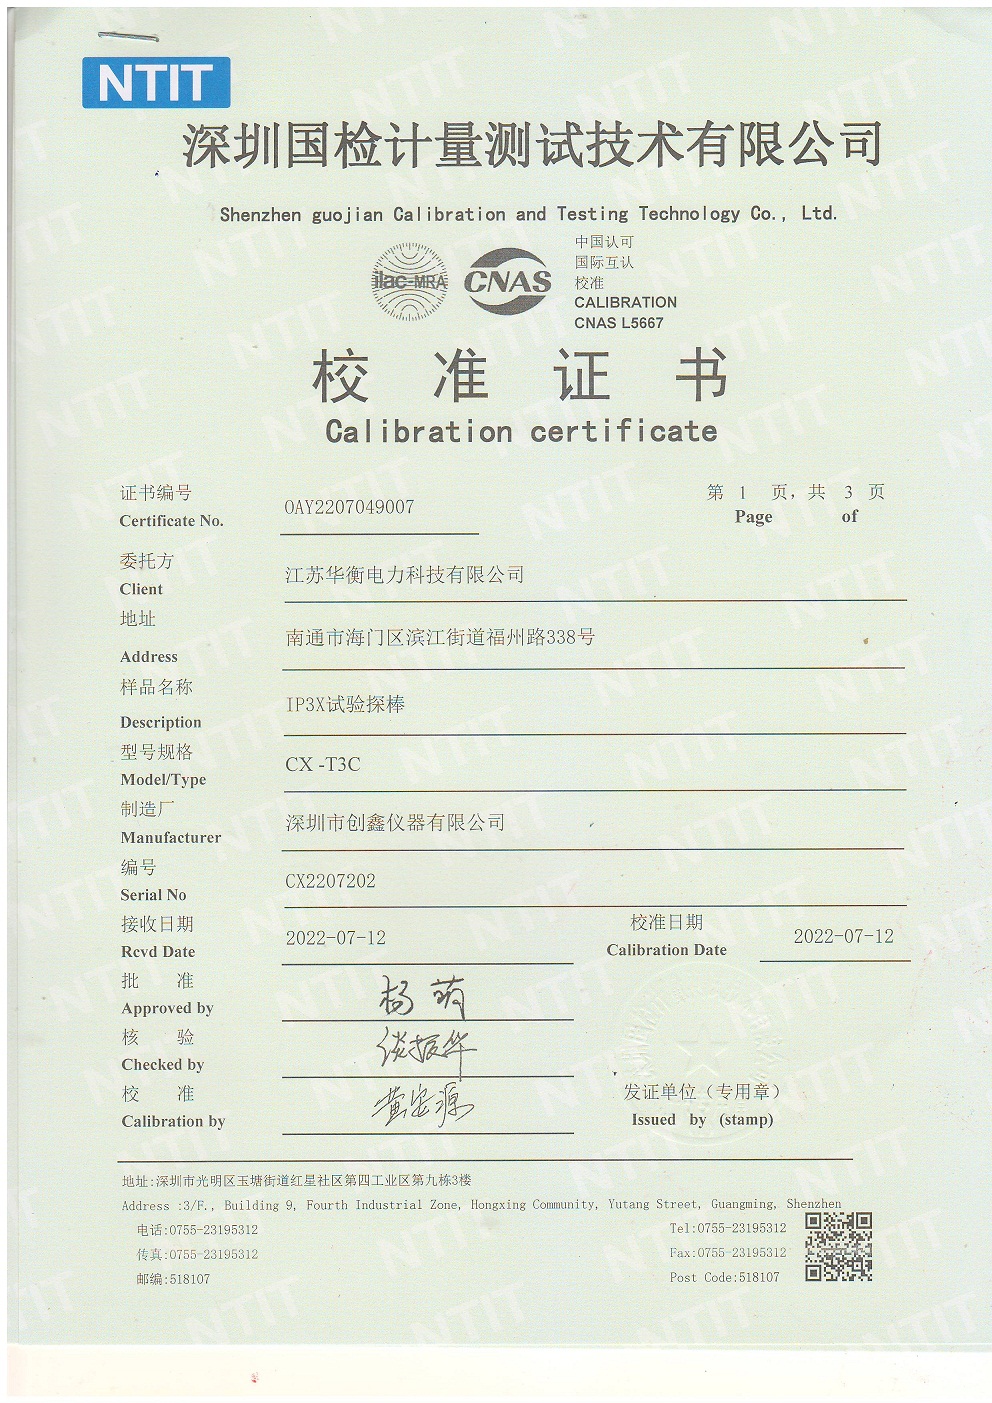 NTIT
深圳国检计量测试技术有限公司
Shenzhen guojian Calibration and Testing Technology Co., Ltd.
ilac-MRA CNAS
中国认可
国际互认
校准
CALIBRATION
CNAS L5667
校 准 证 书
Calibration certificate
证书编号
Certificate No.
OAY2207049007
第 1 页, 共 3 页
Page of
委托方
Client
江苏华衡电力科技有限公司
地址
Address
南通市海门区滨江街道福州路338号
样品名称
Description
IP3X试验探棒
型号规格
Model/Type
CX -T3C
制造厂
Manufacturer
深圳市创鑫仪器有限公司
编号
Serial No
CX2207202
接收日期
Rcvd Date
2022-07-12
校准日期
Calibration Date
2022-07-12
批 准
Approved by
杨萌
核 验
Checked by
校 准
Calibration by
发证单位（专用章）
Issued by (stamp)
地址:深圳市光明区玉塘街道红星社区第四工业区第九栋3楼
Address :3/F., Building 9, Fourth Industrial Zone, Hongxing Community, Yutang Street, Guangming, Shenzhen
电话:0755-23195312
Tel:0755-23195312
传真:0755-23195312
Fax:0755-23195312
邮编:518107
Post Code:518107